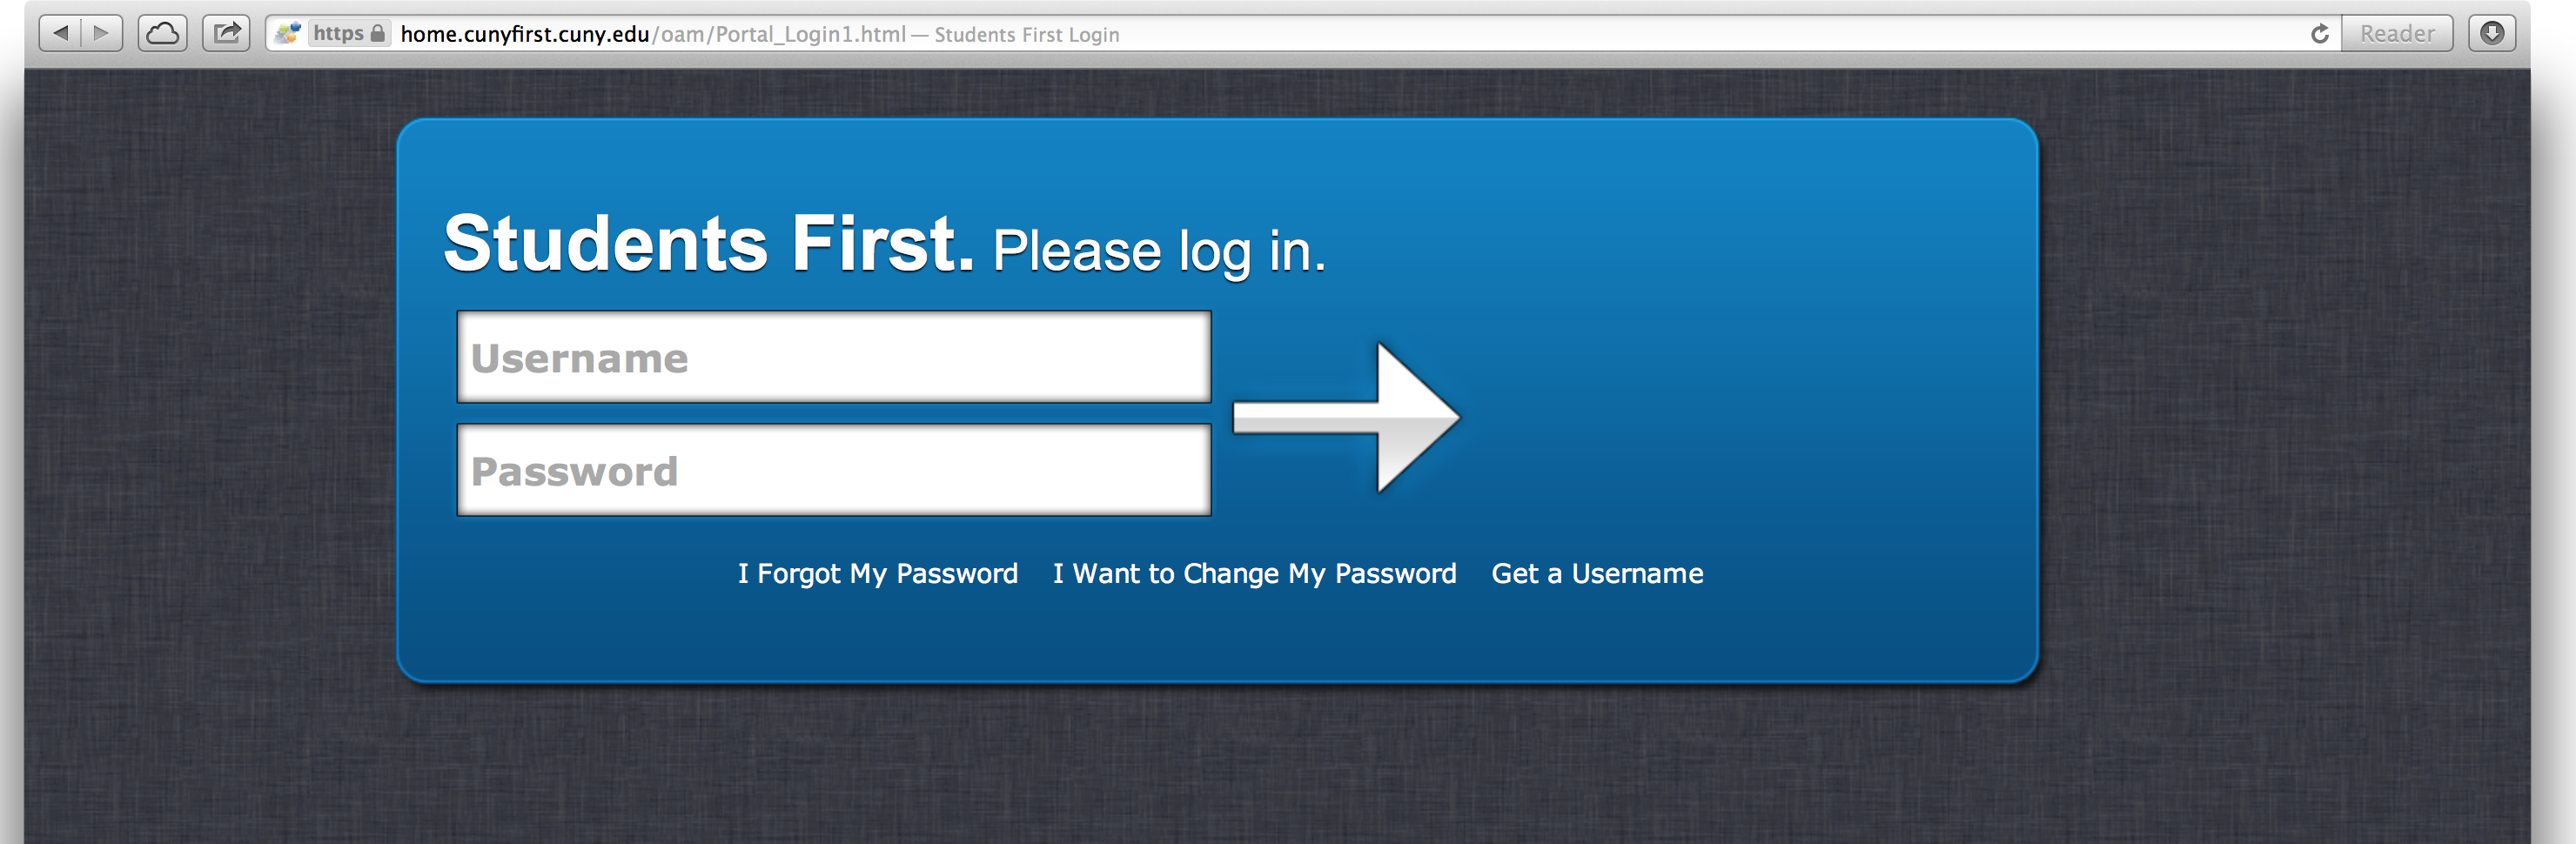 https home.cunyfirst.cuny.edu/oam/Portal_Login1.html — Students First Login Reader
Students First. Please log in.
Username
Password
I Forgot My Password I Want to Change My Password Get a Username